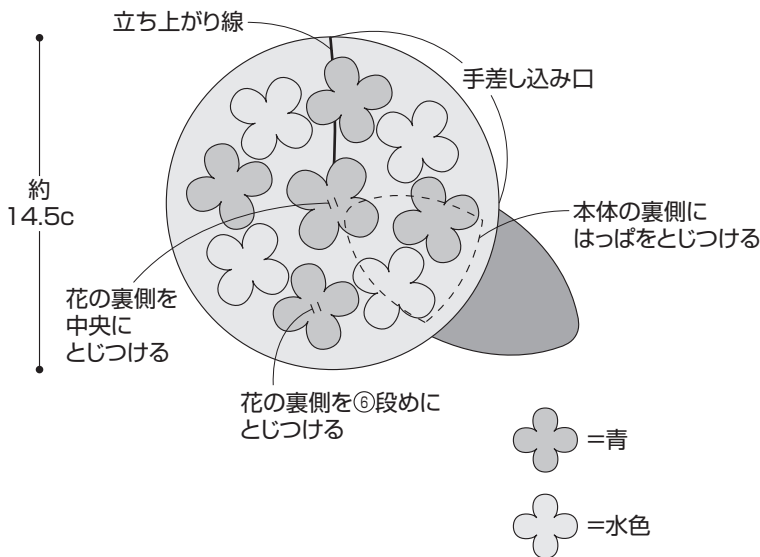 立ち上がり線
手差し込み口
約
14.5c
本体の裏側に
はっぱをとじつける
花の裏側を
中央に
とじつける
花の裏側を⑥段めに
とじつける
=青
=水色